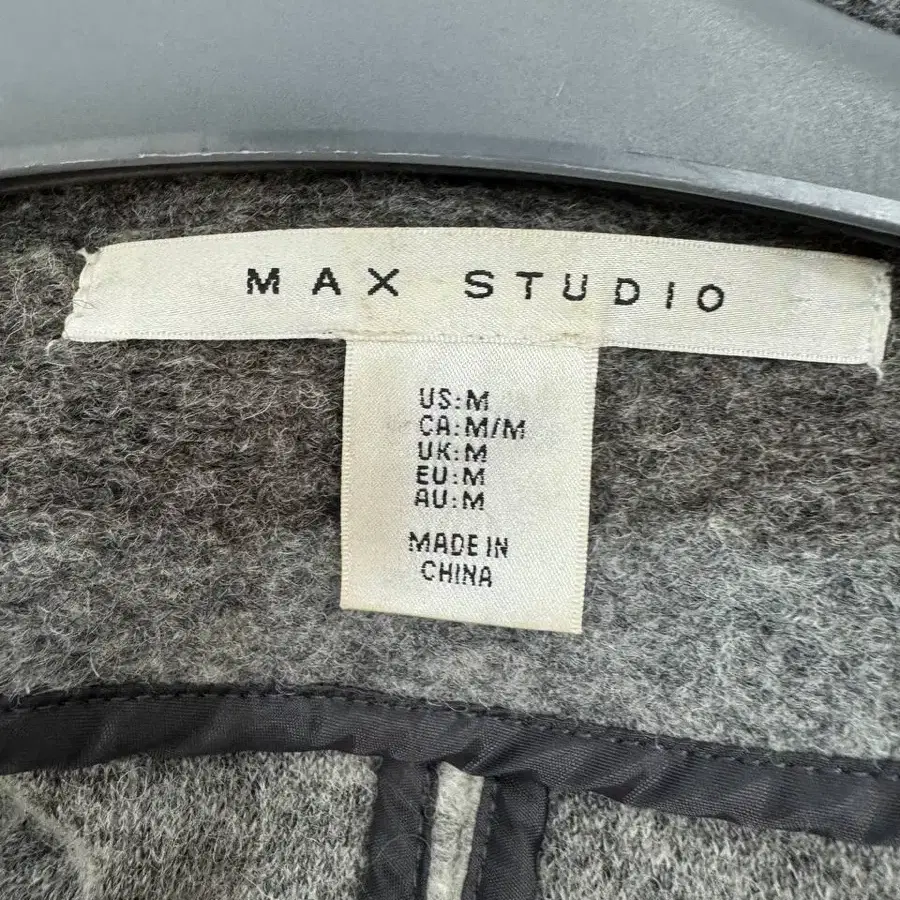 MAX STUDIO
US:M
CA:M/M
UK:M
EU:M
AU:M
MADE IN
CHINA